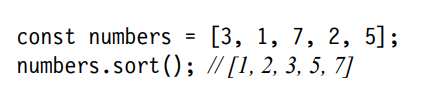 const numbers = [3, 1, 7, 2, 5];
numbers.sort(); // [1, 2, 3, 5, 7]